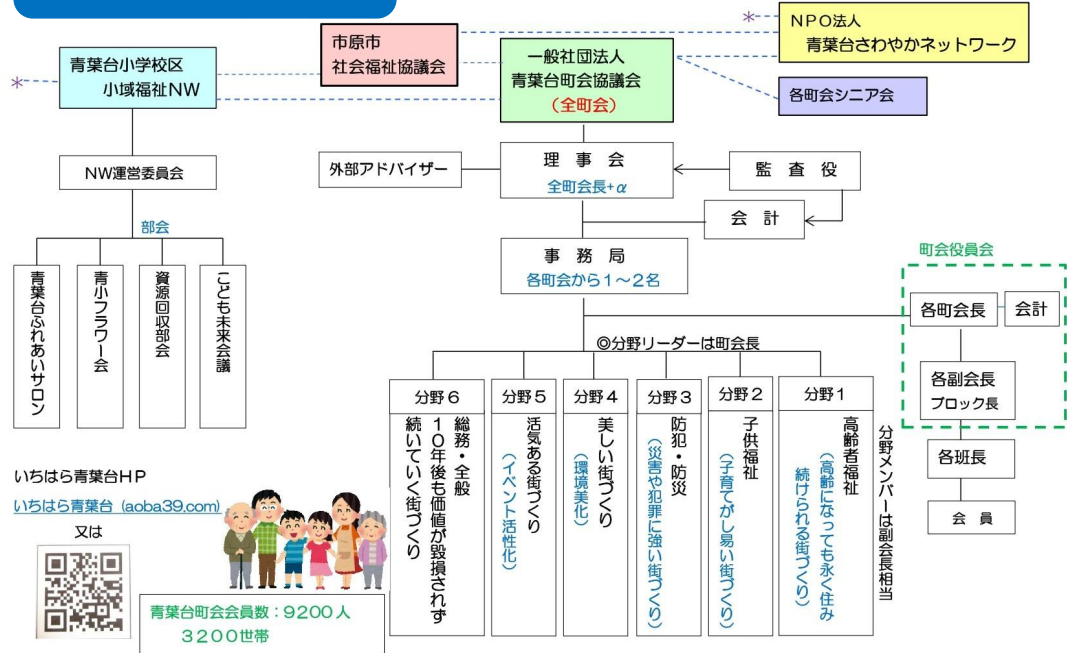 青葉台小学校区
小域福祉NW
市原市
社会福祉協議会
一般社団法人
青葉台町会協議会
（全町会）
NPO法人
青葉台さわやかネットワーク
各町会シニア会
*
*
NW運営委員会
部会
青葉台ふれあいサロン
青小フラワー会
資源回収部会
こども未来会議
外部アドバイザー
理事会
全町会長+α
監査役
会計
事務局
各町会から1～2名
町会役員会
各町会長
会計
各副会長
ブロック長
各班長
会員
◎分野リーダーは町会長
分野6
総務・全般
10年後も価値が毀損されず
続いていく街づくり
分野5
活気ある街づくり
（イベント活性化）
分野4
美しい街づくり
（環境美化）
分野3
防犯・防災
（災害や犯罪に強い街づくり）
分野2
子供福祉
（子育てがし易い街づくり）
分野1
高齢者福祉
（高齢になっても永く住み
続けられる街づくり）
分野メンバーは副会長相当
いちはら青葉台HP
いちはら青葉台 (aoba39.com)
又は
青葉台町会会員数：9200人
3200世帯